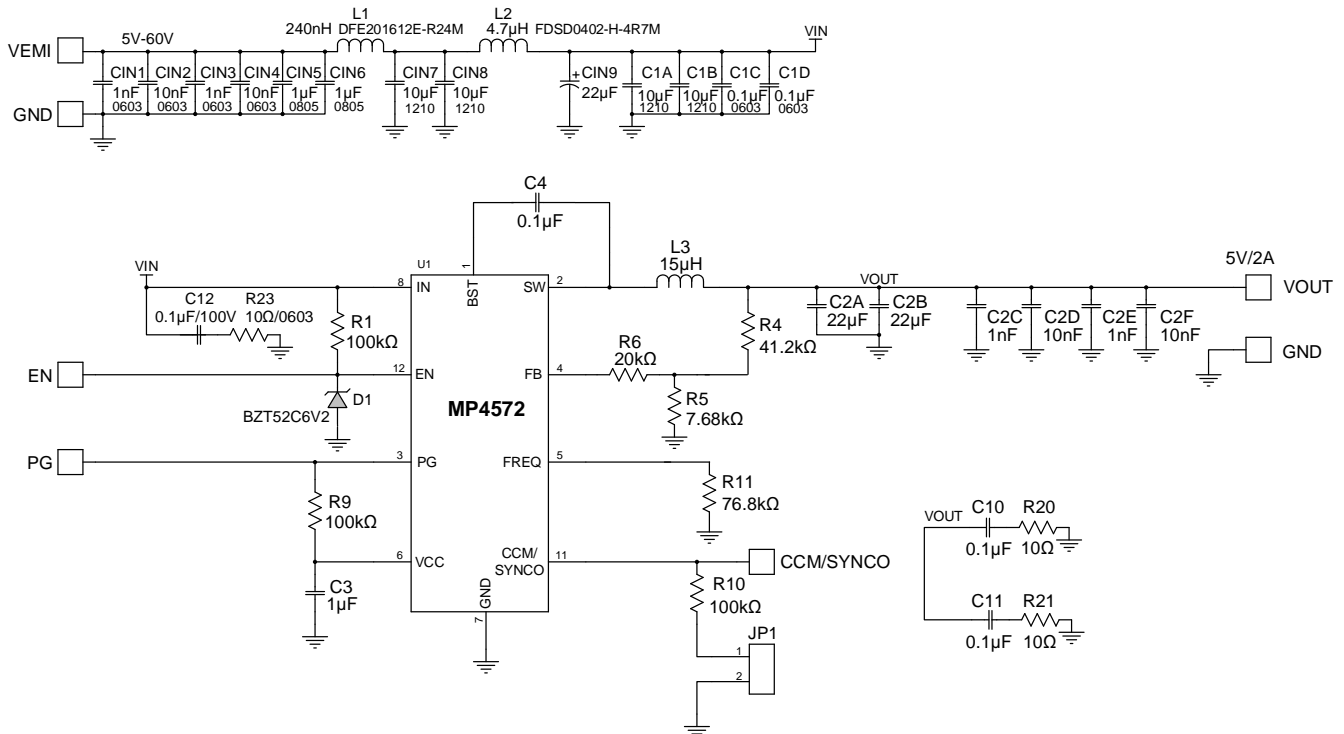 L1
240nH DFE201612E-R24M
L2
4.7µH FDSD0402-H-4R7M
VEMI
5V-60V
VIN
CIN1
1nF
0603
CIN2
10nF
0603
CIN3
1nF
0603
CIN4
10nF
0603
CIN5
1µF
0805
CIN6
1µF
0805
CIN7
10µF
1210
CIN8
10µF
1210
+
CIN9
22µF
C1A
10µF
1210
C1B
10µF
1210
C1C
0.1µF
0603
C1D
0.1µF
0603
GND
C4
0.1µF
VIN
C12
0.1µF/100V
R23
10Ω/0603
R1
100kΩ
EN
D1
BZT52C6V2
PG
R9
100kΩ
C3
1µF
U1
MP4572
8
IN
12
EN
3
PG
6
VCC
1
BST
SW
2
FB
4
FREQ
5
CCM/
SYNCO
11
GND
7
L3
15µH
R6
20kΩ
R4
41.2kΩ
R5
7.68kΩ
R11
76.8kΩ
VOUT
C2A
22µF
C2B
22µF
C2C
1nF
C2D
10nF
C2E
1nF
C2F
10nF
5V/2A
VOUT
GND
CCM/SYNCO
R10
100kΩ
JP1
1
2
VOUT
C10
0.1µF
R20
10Ω
C11
0.1µF
R21
10Ω